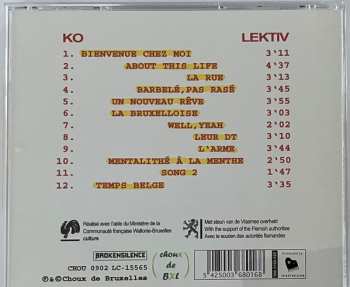 KO LEKTIV
1. BIENVENUE CHEZ MOI 3'11
2. ABOUT THIS LIFE 4'37
3. LA RUE 3'13
4. BARBELÉ,PAS RASÉ 3'45
5. UN NOUVEAU RÊVE 3'55
6. LA BRUXELLOISE 3'03
7. WELL,YEAH 2'02
8. LEUR DT 3'10
9. L'ARME 3'44
10. MENTALITHÉ À LA MENTHE 2'50
11. SONG 2 1'47
12. TEMPS BELGE 3'35
Réalisé avec l'aide du Ministère de la
Communauté française Wallonie-Bruxelles
culture
Met steun van de Vlaamse overheid
With the support of the Flemish authorities
Avec le soutien des autorités flamandes
BROKENSILENCE
choux
de
BXL
CHOU 0902 LC-15565
5 425003 680168
℗&©Choux de Bruxelles